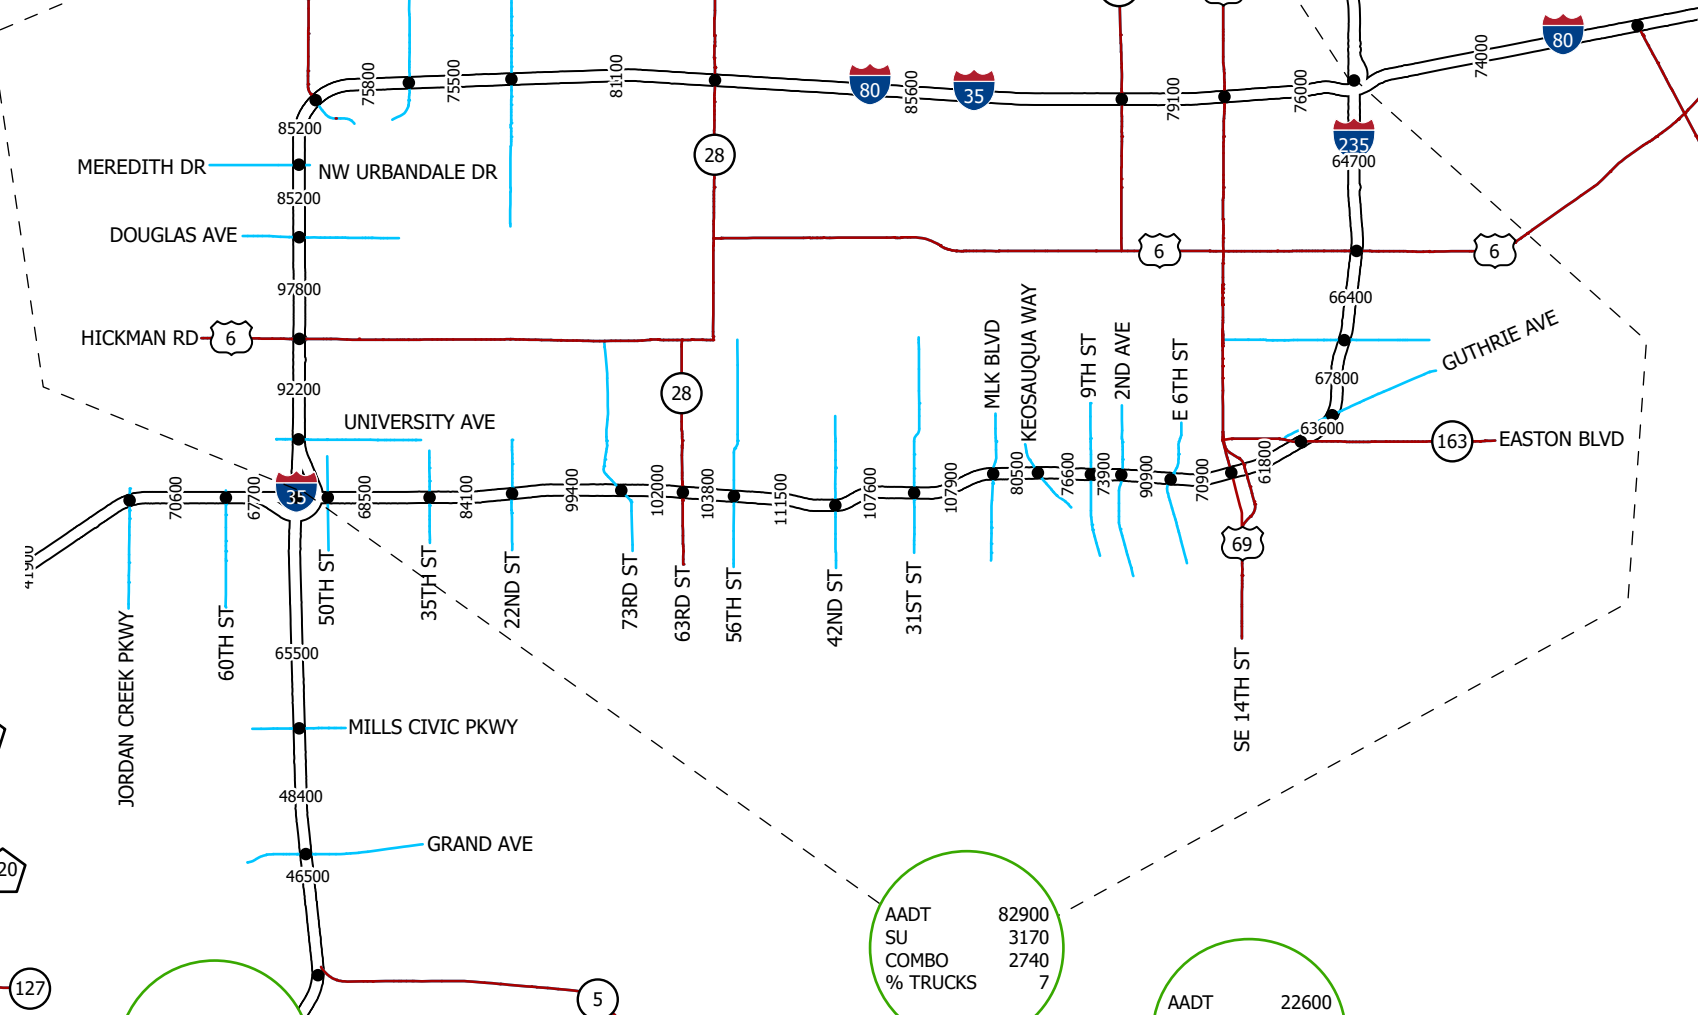 80
74000
75800
75500
81100
80
85600
35
79100
76000
235
64700
85200
MEREDITH DR
NW URBANDALE DR
28
85200
DOUGLAS AVE
6
6
97800
66400
HICKMAN RD
6
MLK BLVD
KEOSAUQUA WAY
9TH ST
2ND AVE
E 6TH ST
GUTHRIE AVE
92200
28
67800
UNIVERSITY AVE
63600
163
EASTON BLVD
70600
67700
35
68500
84100
99400
102000
103800
111500
107600
107900
80500
76600
73900
90900
70900
61800
41900
69
JORDAN CREEK PKWY
60TH ST
50TH ST
35TH ST
22ND ST
73RD ST
63RD ST
56TH ST
42ND ST
31ST ST
SE 14TH ST
65500
MILLS CIVIC PKWY
48400
GRAND AVE
20
46500
AADT 82900
SU 3170
COMBO 2740
% TRUCKS 7
127
5
AADT 22600